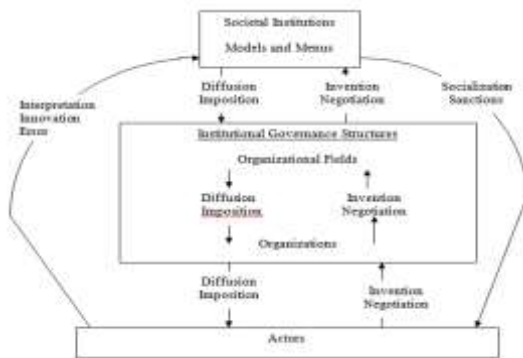 Societal Institutions
Models and Menus
Diffusion
Imposition
Invention
Negotiation
Interpretation
Innovation
Error
Socialization
Sanctions
Institutional Governance Structures
Organizational Fields
Diffusion
Imposition
Invention
Negotiation
Organizations
Diffusion
Imposition
Invention
Negotiation
Actors